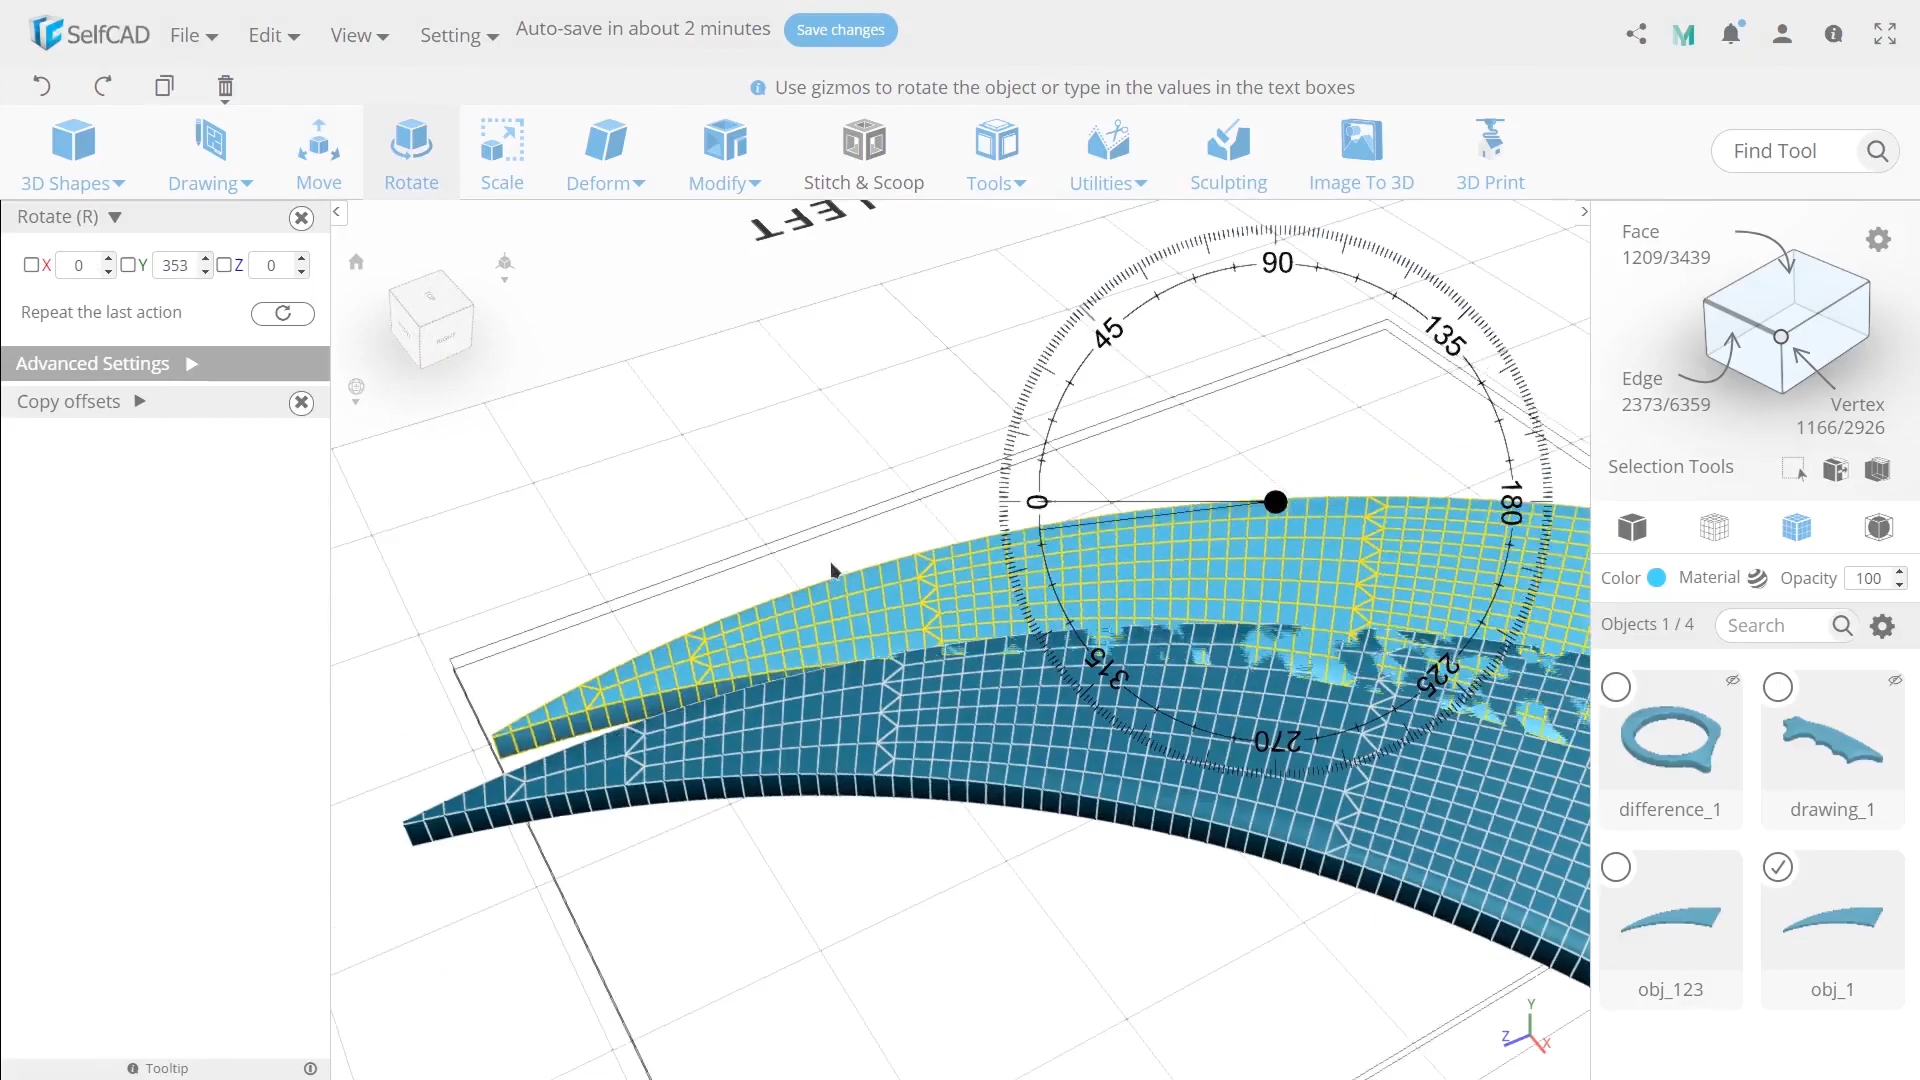 SelfCAD
File
Edit
View
Setting
Auto-save in about 2 minutes
Save changes
Use gizmos to rotate the object or type in the values in the text boxes
3D Shapes
Drawing
Move
Rotate
Scale
Deform
Modify
Stitch & Scoop
Tools
Utilities
Sculpting
Image To 3D
3D Print
Find Tool
Rotate (R)
X 0 Y 353 Z 0
Repeat the last action
Advanced Settings
Copy offsets
Tooltip
LEFT
TOP
RIGHT
90
45
135
0
180
315
225
270
Y
Z
X
Face
1209/3439
Edge
2373/6359
Vertex
1166/2926
Selection Tools
Color
Material
Opacity
100
Objects 1 / 4
Search
difference_1
drawing_1
obj_123
obj_1